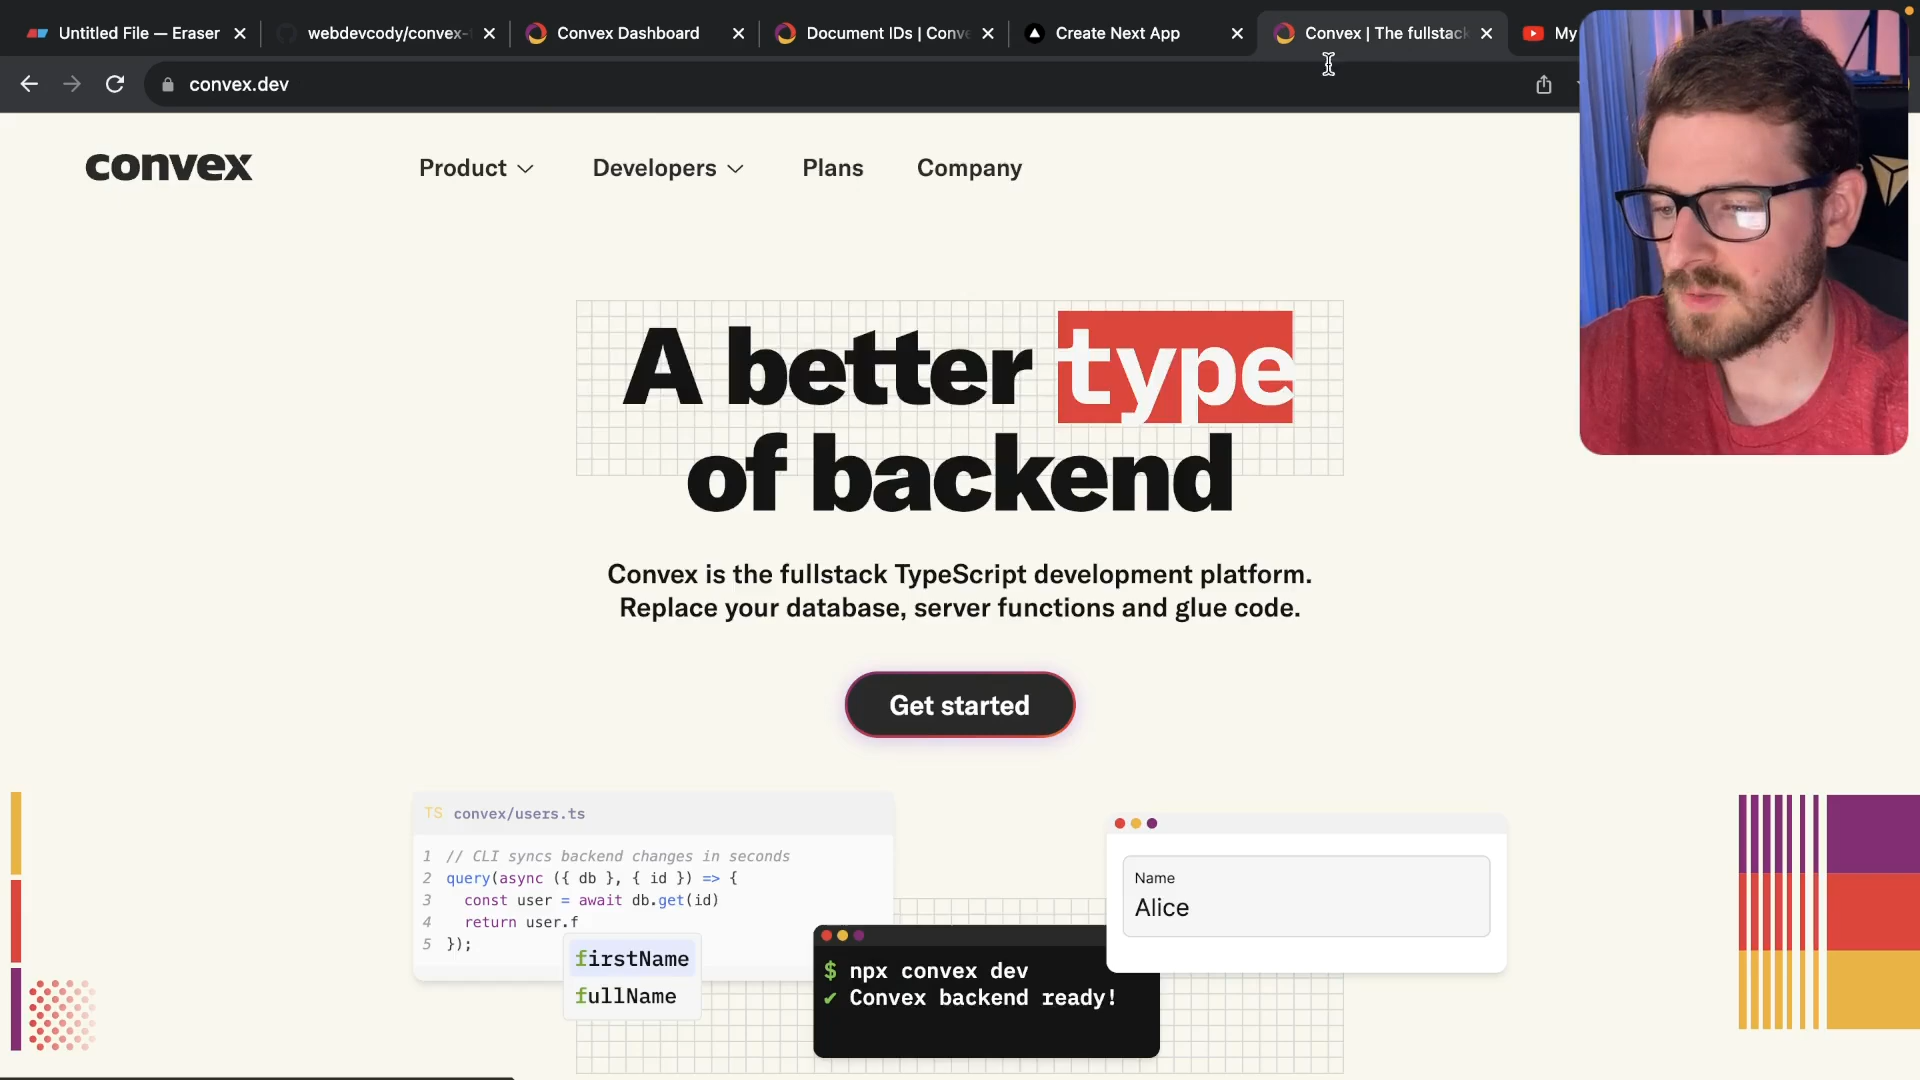 Untitled File — Eraser
webdevcody/convex-
Convex Dashboard
Document IDs | Conve
Create Next App
Convex | The fullstack
My
convex.dev
convex
Product
Developers
Plans
Company
A better type
of backend
Convex is the fullstack TypeScript development platform.
Replace your database, server functions and glue code.
Get started
TS convex/users.ts
1 // CLI syncs backend changes in seconds
2 query(async ({ db }, { id }) => {
3 const user = await db.get(id)
4 return user.f
5 });
firstName
fullName
$ npx convex dev
✔ Convex backend ready!
Name
Alice